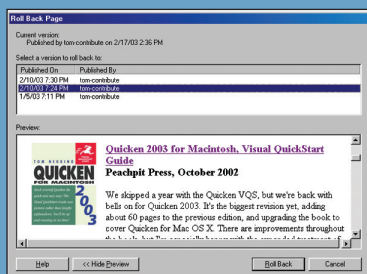 Roll Back Page
Current version:
Published by tom-contribute on 2/17/03 2:36 PM
Select a version to roll back to:
Published On Published By
2/10/03 7:30 PM tom-contribute
2/10/03 7:24 PM tom-contribute
1/5/03 7:11 PM tom-contribute
Preview:
TOM NEGRINO
QUICKEN
FOR MACINTOSH
2003
Quicken 2003 for Macintosh, Visual QuickStart
Guide
Peachpit Press, October 2002
We skipped a year with the Quicken VQS, but we're back with
bells on for Quicken 2003. It's the biggest revision yet, adding
about 60 pages to the previous edition, and upgrading the book to
cover Quicken for Mac OS X. There are improvements throughout
Help
<< Hide Preview
Roll Back
Cancel